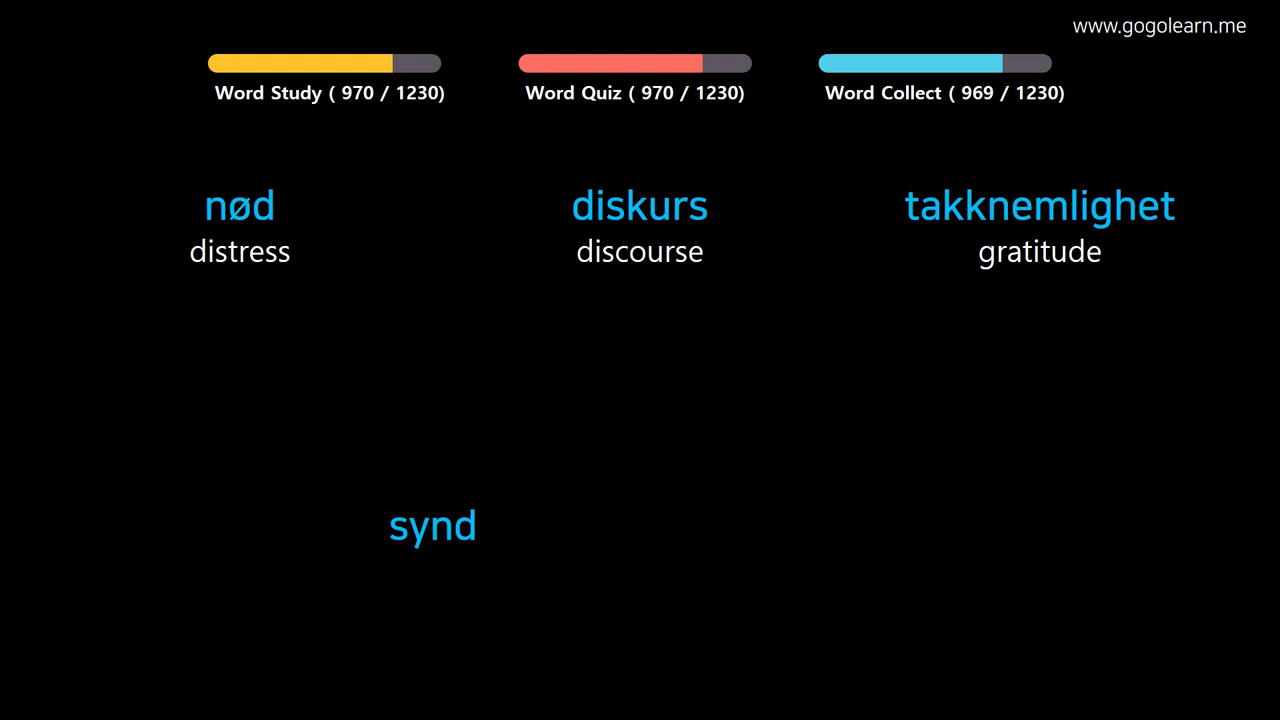 www.gogolearn.me
Word Study ( 970 / 1230)
Word Quiz ( 970 / 1230)
Word Collect ( 969 / 1230)
nød
distress
diskurs
discourse
takknemlighet
gratitude
synd